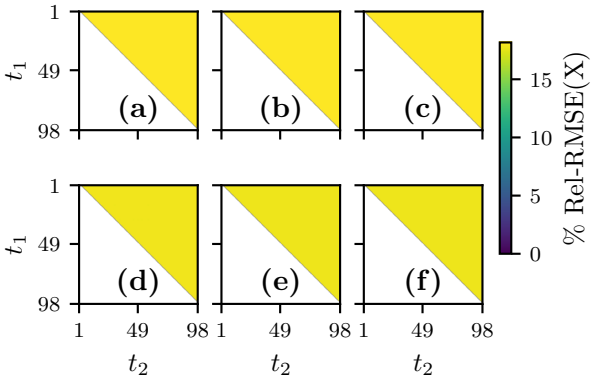 1
49
98
t₁
(a)
(b)
(c)
1
49
98
t₁
(d)
(e)
(f)
1 49 98
1 49 98
1 49 98
t₂
t₂
t₂
15
10
5
0
% Rel-RMSE(X)